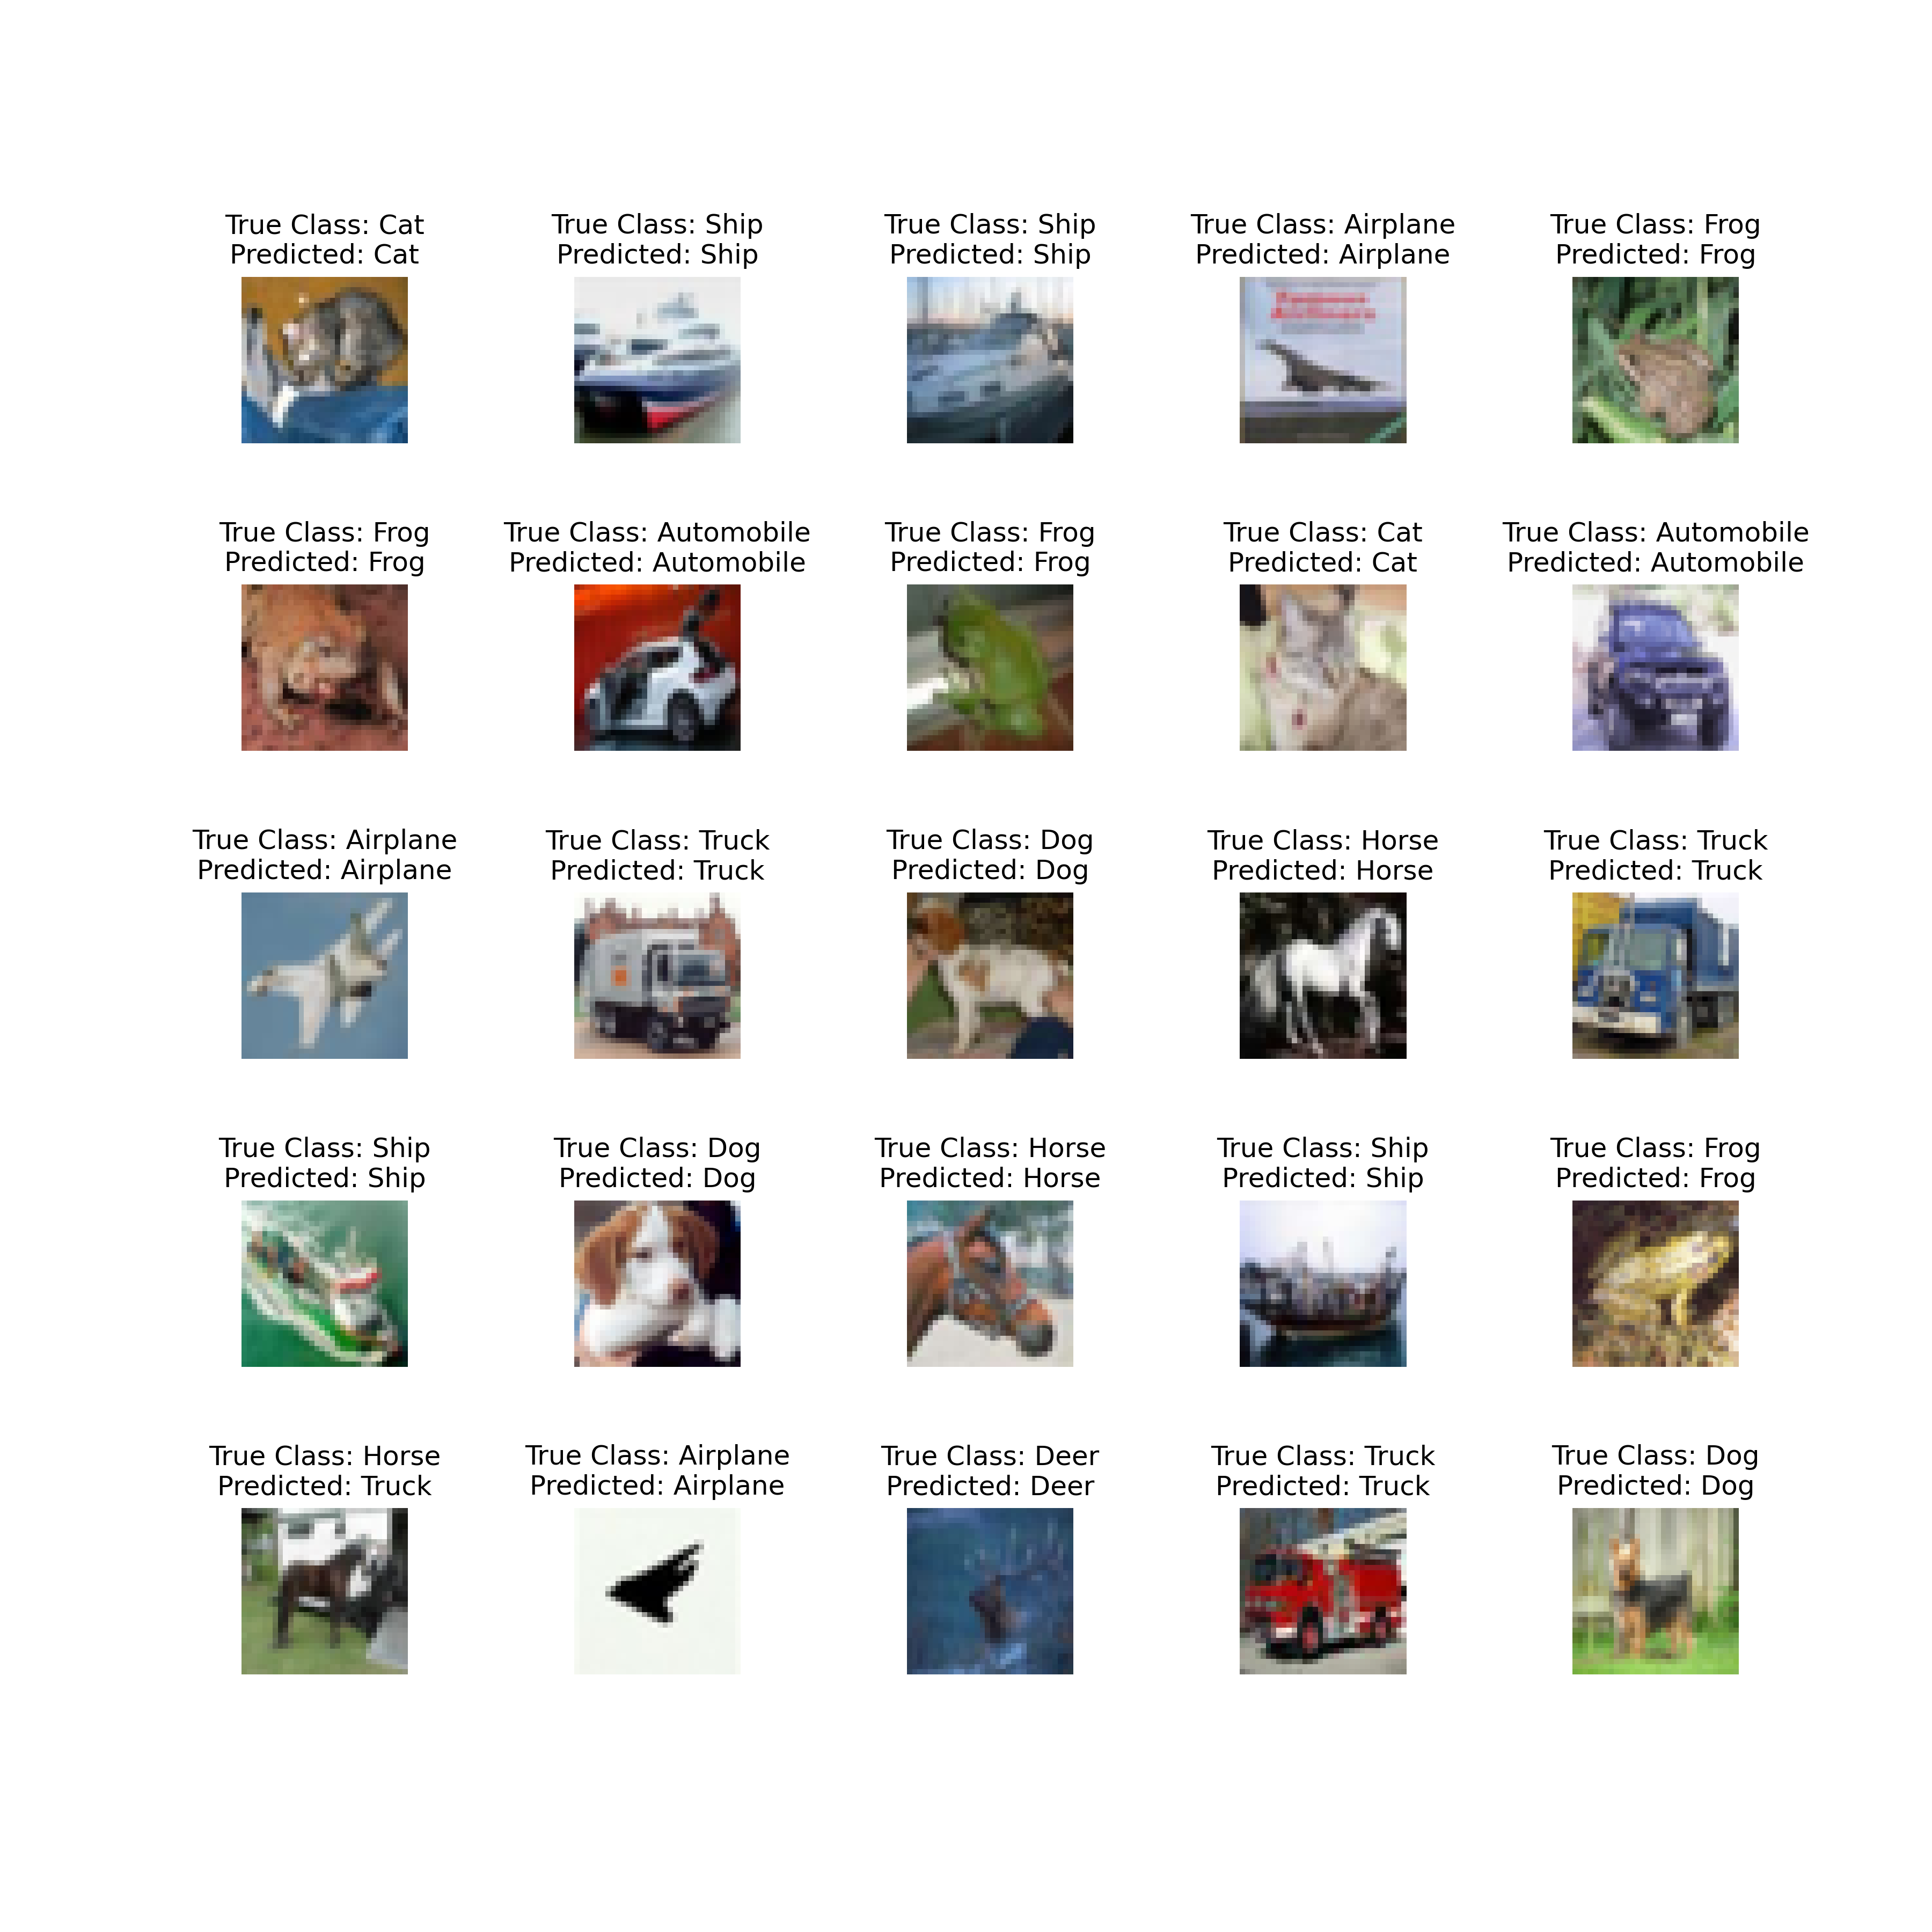 True Class: Cat
Predicted: Cat
True Class: Ship
Predicted: Ship
True Class: Ship
Predicted: Ship
True Class: Airplane
Predicted: Airplane
True Class: Frog
Predicted: Frog
True Class: Frog
Predicted: Frog
True Class: Automobile
Predicted: Automobile
True Class: Frog
Predicted: Frog
True Class: Cat
Predicted: Cat
True Class: Automobile
Predicted: Automobile
True Class: Airplane
Predicted: Airplane
True Class: Truck
Predicted: Truck
True Class: Dog
Predicted: Dog
True Class: Horse
Predicted: Horse
True Class: Truck
Predicted: Truck
True Class: Ship
Predicted: Ship
True Class: Dog
Predicted: Dog
True Class: Horse
Predicted: Horse
True Class: Ship
Predicted: Ship
True Class: Frog
Predicted: Frog
True Class: Horse
Predicted: Truck
True Class: Airplane
Predicted: Airplane
True Class: Deer
Predicted: Deer
True Class: Truck
Predicted: Truck
True Class: Dog
Predicted: Dog